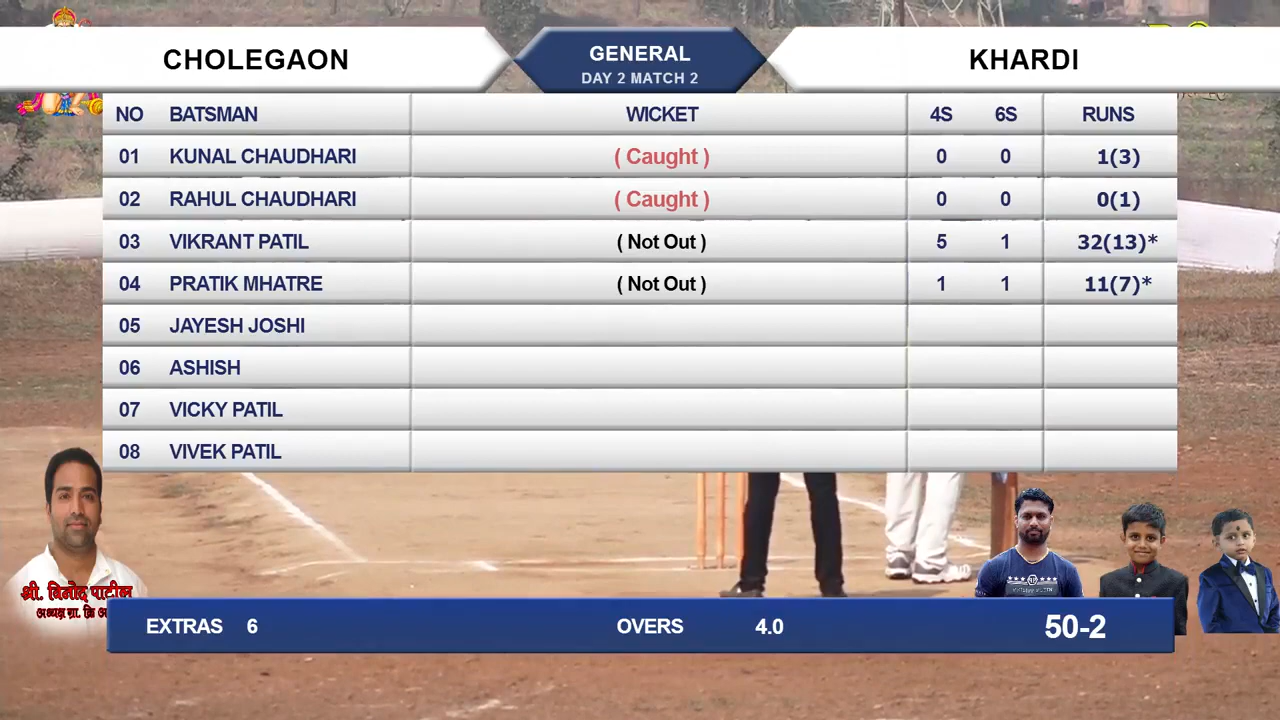 CHOLEGAON
GENERAL
DAY 2 MATCH 2
KHARDI
NO BATSMAN WICKET 4S 6S RUNS
01 KUNAL CHAUDHARI ( Caught ) 0 0 1(3)
02 RAHUL CHAUDHARI ( Caught ) 0 0 0(1)
03 VIKRANT PATIL ( Not Out ) 5 1 32(13)*
04 PRATIK MHATRE ( Not Out ) 1 1 11(7)*
05 JAYESH JOSHI
06 ASHISH
07 VICKY PATIL
08 VIVEK PATIL
श्री. विनोद पाटील
अध्यक्ष ग्रा. क्रि अ
EXTRAS 6 OVERS 4.0 50-2